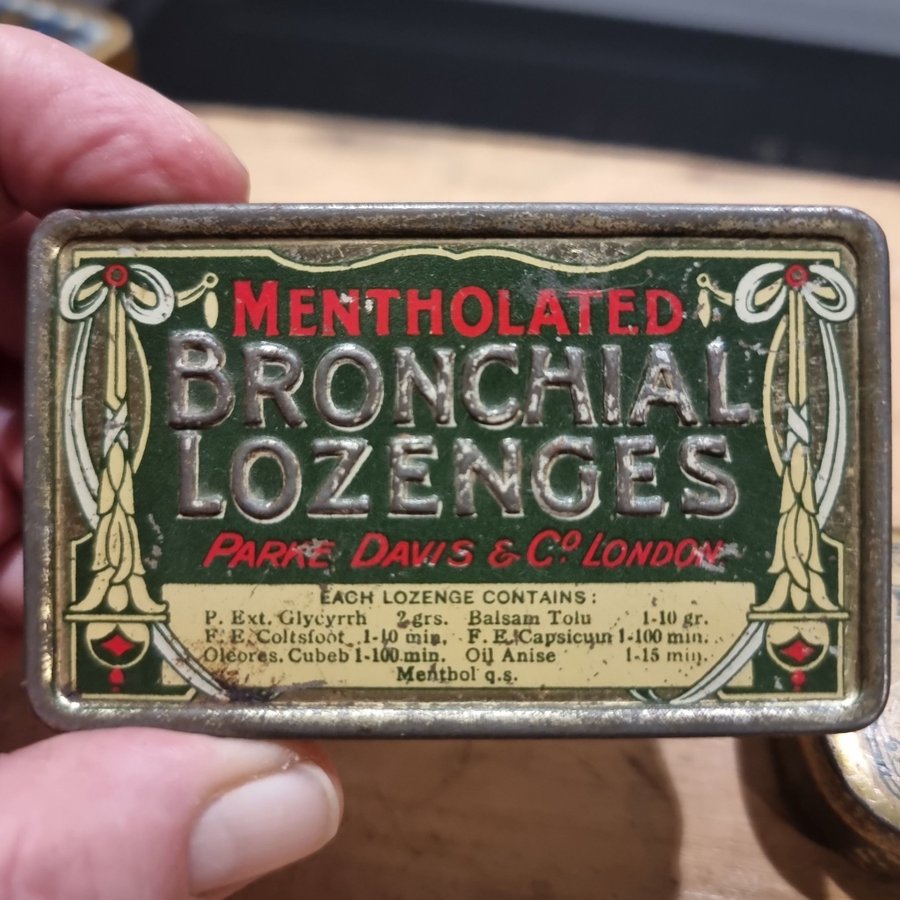 MENTHOLATED
BRONCHIAL
LOZENGES
PARKE DAVIS & Cº LONDON
EACH LOZENGE CONTAINS:
P. Ext. Glycyrrh 2 grs. Balsam Tolu 1-10 gr.
F. E. Coltsfoot 1-10 min. F. E. Capsicum 1-100 min.
Oleores. Cubeb 1-100 min. Oil Anise 1-15 min.
Menthol q.s.